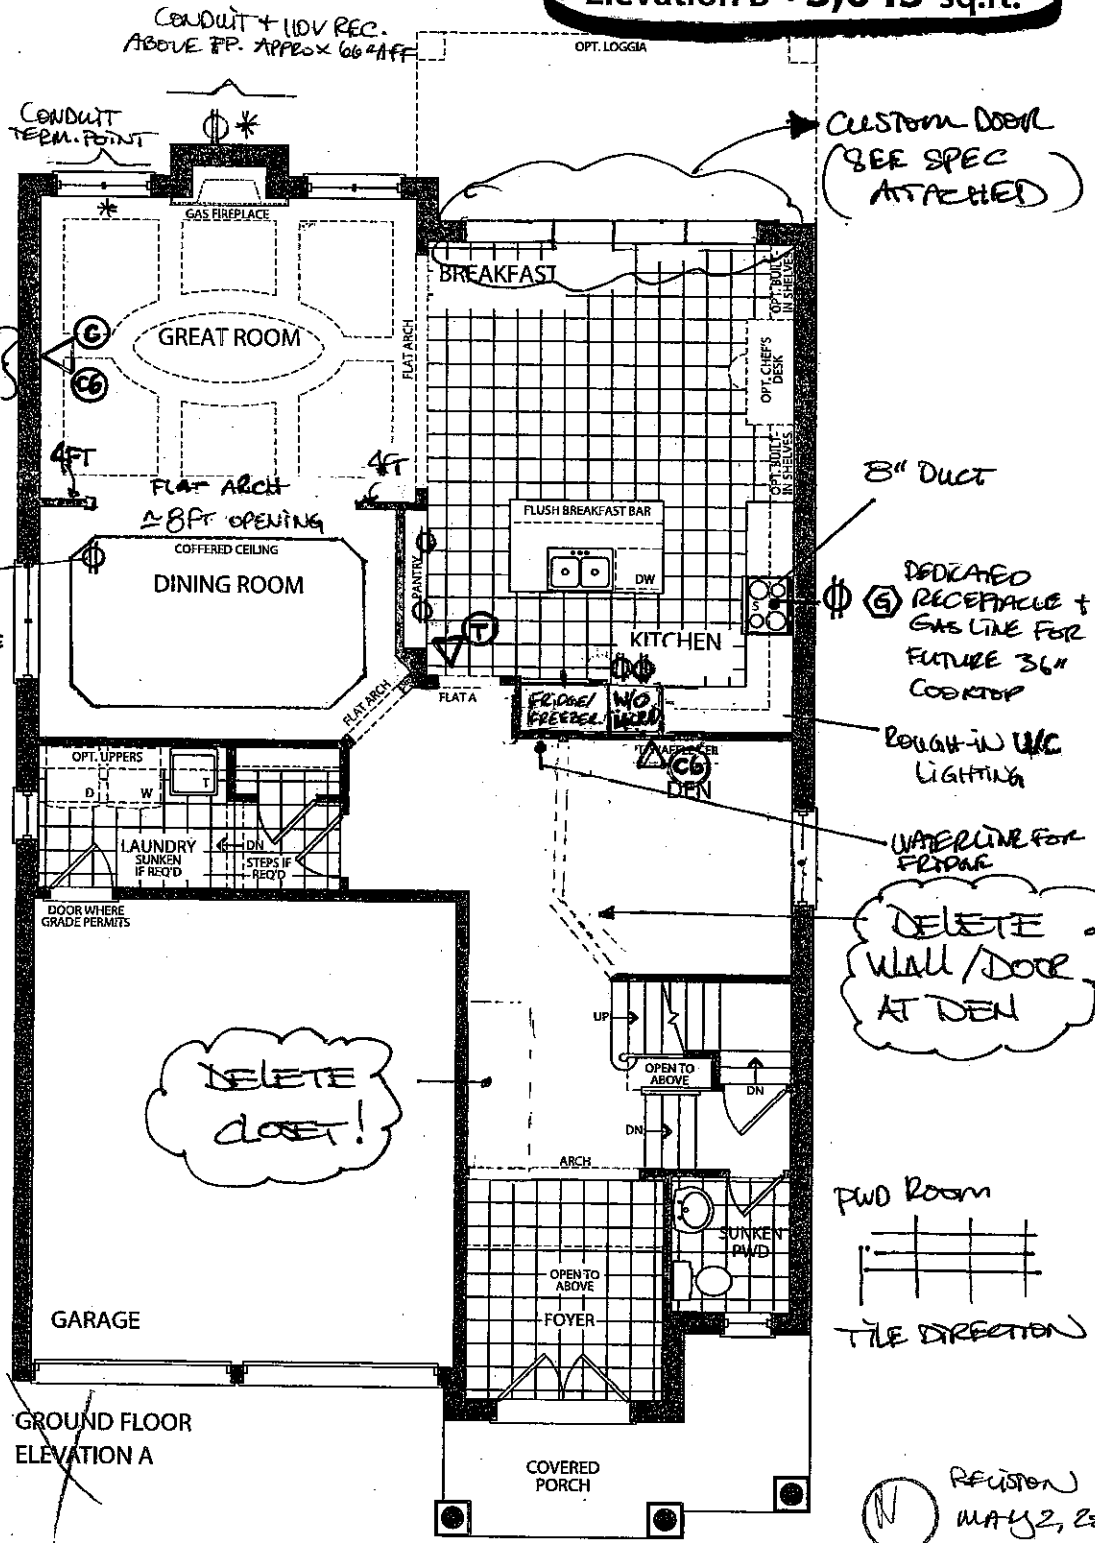 Elevation B
sq.ft.
CONDUIT + 110V REC.
ABOVE FP. APPROX 66" AFF
OPT. LOGGIA
CONDUIT
TERM. POINT
*
*
GAS FIREPLACE
CUSTOM DOOR
(SEE SPEC
ATTACHED)
BREAKFAST
OPT. BUILT-
IN SHELVES
G
GREAT ROOM
C6
FLAT ARCH
OPT. CHEF'S
DESK
4FT
4FT
FLAT ARCH
~8FT OPENING
OPT. BUILT-
IN SHELVES
8" DUCT
FLUSH BREAKFAST BAR
COFFERED CEILING
DINING ROOM
PANTRY
DW
S
G
DEDICATED
RECEPTACLE +
GAS LINE FOR
FUTURE 36"
COOKTOP
T
KITCHEN
FLAT ARCH
FLAT A
FRIDGE/
FREEZER
W/O
MICRO
ROUGH-IN U/C
LIGHTING
C6
DEN
OPT. UPPERS
T
D
W
LAUNDRY
SUNKEN
IF REQ'D
DN
STEPS IF
REQ'D
WATERLINE FOR
FRIDGE
DOOR WHERE
GRADE PERMITS
DELETE
WALL/DOOR
AT DEN
UP
OPEN TO
ABOVE
DN
DELETE
CLOSET!
DN
ARCH
PWD ROOM
SUNKEN
PWD
OPEN TO
ABOVE
FOYER
TILE DIRECTION
GARAGE
GROUND FLOOR
ELEVATION A
COVERED
PORCH
N
REVISION
MAY 2,